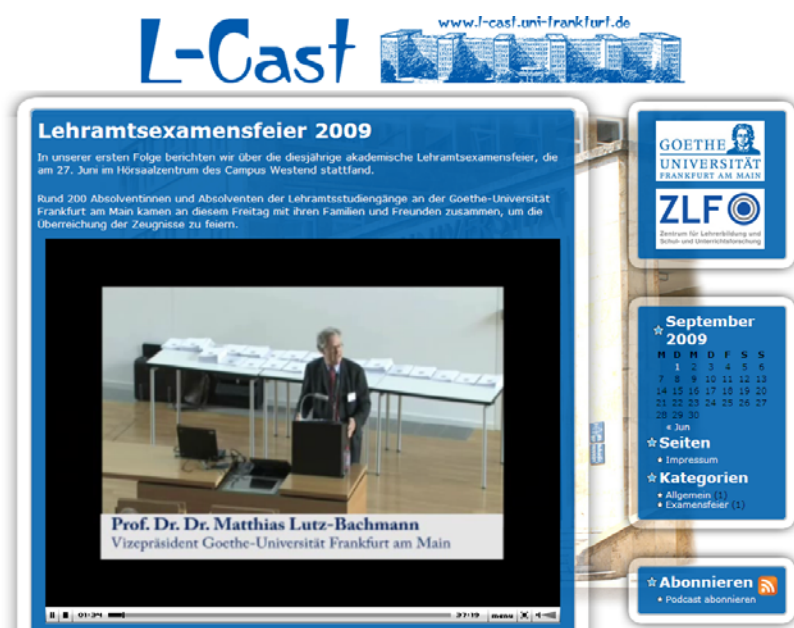 L-Cast
www.l-cast.uni-frankfurt.de
Lehramtsexamensfeier 2009
In unserer ersten Folge berichten wir über die diesjährige akademische Lehramtsexamensfeier, die
am 27. Juni im Hörsaalzentrum des Campus Westend stattfand.
Rund 200 Absolventinnen und Absolventen der Lehramtsstudiengänge an der Goethe-Universität
Frankfurt am Main kamen an diesem Freitag mit ihren Familien und Freunden zusammen, um die
Überreichung der Zeugnisse zu feiern.
Prof. Dr. Dr. Matthias Lutz-Bachmann
Vizepräsident Goethe-Universität Frankfurt am Main
01:34
37:19
menu
GOETHE
UNIVERSITÄT
FRANKFURT AM MAIN
ZLF
Zentrum für Lehrerbildung und
Schul- und Unterrichtsforschung
September
2009
M D M D F S S
1 2 3 4 5 6
7 8 9 10 11 12 13
14 15 16 17 18 19 20
21 22 23 24 25 26 27
28 29 30
« Jun
Seiten
Impressum
Kategorien
Allgemein (1)
Examensfeier (1)
Abonnieren
Podcast abonnieren